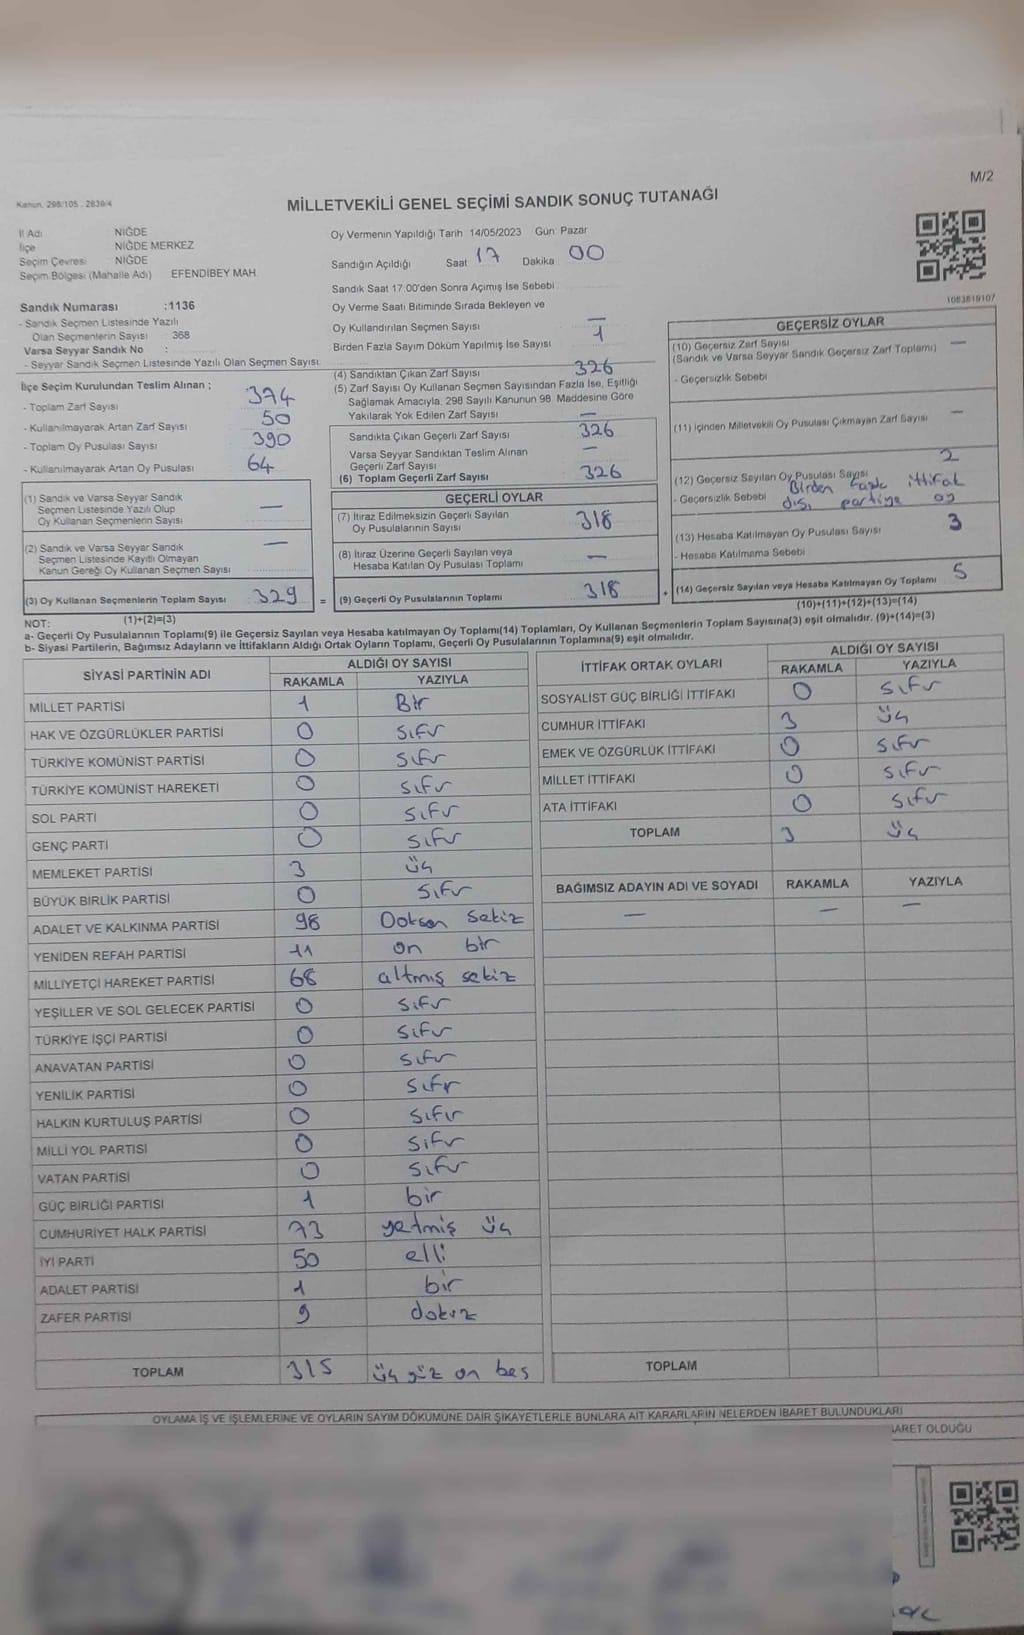 M/2
Kanun. 298/105 . 2839/4
MİLLETVEKİLİ GENEL SEÇİMİ SANDIK SONUÇ TUTANAĞI
İl Adı NİĞDE
İlçe NİĞDE MERKEZ
Seçim Çevresi NİĞDE
Seçim Bölgesi (Mahalle Adı) EFENDİBEY MAH.
Oy Vermenin Yapıldığı Tarih 14/05/2023 Gün: Pazar
Sandığın Açıldığı Saat 17 Dakika 00
Sandık Saat 17:00'den Sonra Açımış İse Sebebi
1083819107
Sandık Numarası :1136
- Sandık Seçmen Listesinde Yazılı
Olan Seçmenlerin Sayısı : 368
Varsa Seyyar Sandık No :
- Seyyar Sandık Seçmen Listesinde Yazılı Olan Seçmen Sayısı:
Oy Verme Saati Bitiminde Sırada Bekleyen ve
Oy Kullandırılan Seçmen Sayısı —
Birden Fazla Sayım Döküm Yapılmış İse Sayısı 1
İlçe Seçim Kurulundan Teslim Alınan ;
- Toplam Zarf Sayısı 374
- Kullanılmayarak Artan Zarf Sayısı 50
- Toplam Oy Pusulası Sayısı 390
- Kullanılmayarak Artan Oy Pusulası 64
(4) Sandıktan Çıkan Zarf Sayısı 326
(5) Zarf Sayısı Oy Kullanan Seçmen Sayısından Fazla İse, Eşitliği
Sağlamak Amacıyla, 298 Sayılı Kanunun 98. Maddesine Göre
Yakılarak Yok Edilen Zarf Sayısı —
Sandıkta Çıkan Geçerli Zarf Sayısı 326
Varsa Seyyar Sandıktan Teslim Alınan
Geçerli Zarf Sayısı —
(6) Toplam Geçerli Zarf Sayısı 326
GEÇERSİZ OYLAR
(10) Geçersiz Zarf Sayısı —
(Sandık ve Varsa Seyyar Sandık Geçersiz Zarf Toplamı)
- Geçersizlik Sebebi
(11) İçinden Milletvekili Oy Pusulası Çıkmayan Zarf Sayısı —
(12) Geçersiz Sayılan Oy Pusulası Sayısı 2
- Geçersizlik Sebebi Birden fazla ittifak
dışı partiye oy
(13) Hesaba Katılmayan Oy Pusulası Sayısı 3
- Hesaba Katılmama Sebebi
(14) Geçersiz Sayılan veya Hesaba Katılmayan Oy Toplamı 5
(10)+(11)+(12)+(13)=(14)
(1) Sandık ve Varsa Seyyar Sandık
Seçmen Listesinde Yazılı Olup
Oy Kullanan Seçmenlerin Sayısı —
(2) Sandık ve Varsa Seyyar Sandık
Seçmen Listesinde Kayıtlı Olmayan
Kanun Gereği Oy Kullanan Seçmen Sayısı —
(3) Oy Kullanan Seçmenlerin Toplam Sayısı 329 =
(1)+(2)=(3)
GEÇERLİ OYLAR
(7) İtiraz Edilmeksizin Geçerli Sayılan
Oy Pusulalarının Sayısı 318
(8) İtiraz Üzerine Geçerli Sayılan veya
Hesaba Katılan Oy Pusulası Toplamı —
(9) Geçerli Oy Pusulalarının Toplamı 318 +
NOT:
a- Geçerli Oy Pusulalarının Toplamı(9) ile Geçersiz Sayılan veya Hesaba katılmayan Oy Toplamı(14) Toplamları, Oy Kullanan Seçmenlerin Toplam Sayısına(3) eşit olmalıdır. (9)+(14)=(3)
b- Siyasi Partilerin, Bağımsız Adayların ve İttifakların Aldığı Ortak Oyların Toplamı, Geçerli Oy Pusulalarının Toplamına(9) eşit olmalıdır.
SİYASİ PARTİNİN ADI ALDIĞI OY SAYISI
RAKAMLA YAZIYLA
MİLLET PARTİSİ 1 Bir
HAK VE ÖZGÜRLÜKLER PARTİSİ 0 sıfır
TÜRKİYE KOMÜNİST PARTİSİ 0 sıfır
TÜRKİYE KOMÜNİST HAREKETİ 0 sıfır
SOL PARTİ 0 sıfır
GENÇ PARTİ 0 sıfır
MEMLEKET PARTİSİ 3 üç
BÜYÜK BİRLİK PARTİSİ 0 sıfır
ADALET VE KALKINMA PARTİSİ 98 Doksan Sekiz
YENİDEN REFAH PARTİSİ 11 on bir
MİLLİYETÇİ HAREKET PARTİSİ 68 altmış sekiz
YEŞİLLER VE SOL GELECEK PARTİSİ 0 sıfır
TÜRKİYE İŞÇİ PARTİSİ 0 sıfır
ANAVATAN PARTİSİ 0 sıfır
YENİLİK PARTİSİ 0 sıfır
HALKIN KURTULUŞ PARTİSİ 0 sıfır
MİLLİ YOL PARTİSİ 0 sıfır
VATAN PARTİSİ 0 sıfır
GÜÇ BİRLİĞİ PARTİSİ 1 bir
CUMHURİYET HALK PARTİSİ 73 yetmiş üç
İYİ PARTİ 50 elli
ADALET PARTİSİ 1 bir
ZAFER PARTİSİ 9 dokuz
TOPLAM 315 üç yüz on beş
İTTİFAK ORTAK OYLARI ALDIĞI OY SAYISI
RAKAMLA YAZIYLA
SOSYALİST GÜÇ BİRLİĞİ İTTİFAKI 0 sıfır
CUMHUR İTTİFAKI 3 üç
EMEK VE ÖZGÜRLÜK İTTİFAKI 0 sıfır
MİLLET İTTİFAKI 0 sıfır
ATA İTTİFAKI 0 sıfır
TOPLAM 3 üç
BAĞIMSIZ ADAYIN ADI VE SOYADI RAKAMLA YAZIYLA
— — —
TOPLAM
OYLAMA İŞ VE İŞLEMLERİNE VE OYLARIN SAYIM DÖKÜMÜNE DAİR ŞİKAYETLERLE BUNLARA AİT KARARLARIN NELERDEN İBARET BULUNDUKLARI
OLDUĞU